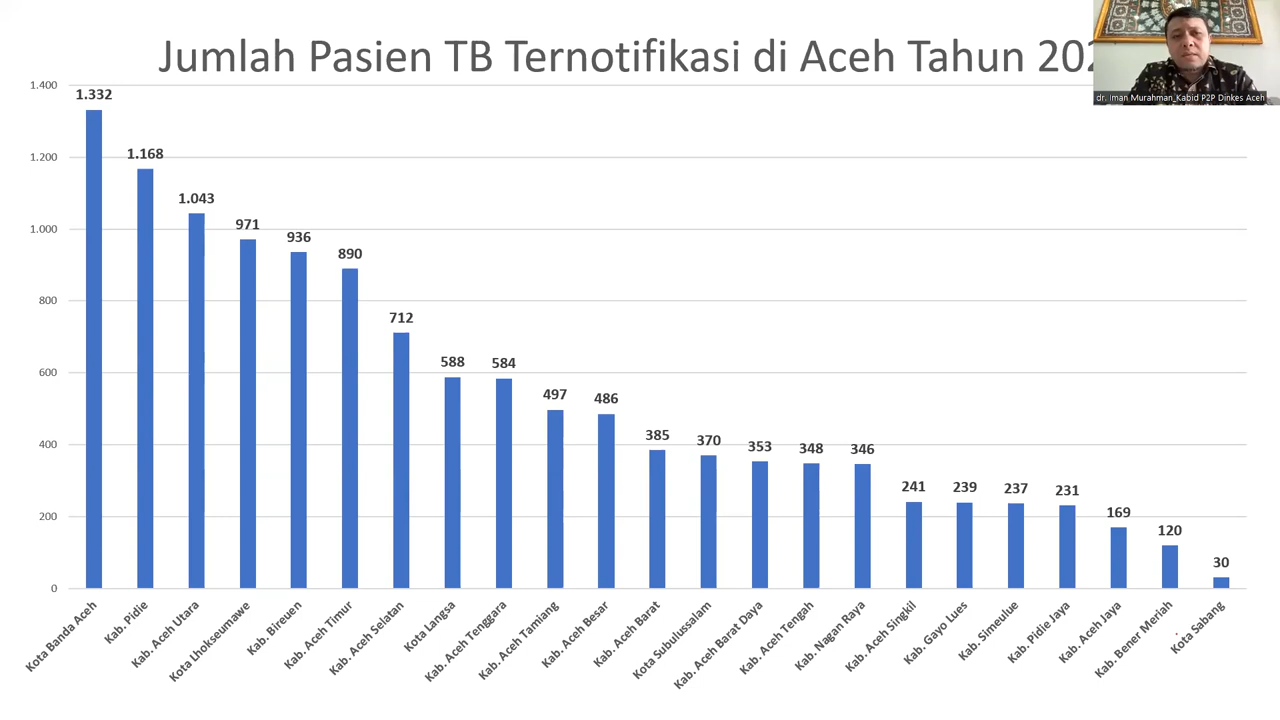 Jumlah Pasien TB Ternotifikasi di Aceh Tahun
dr. Iman Murahman_Kabid P2P Dinkes Aceh
1.400
1.200
1.000
800
600
400
200
0
1.332
1.168
1.043
971
936
890
712
588
584
497
486
385
370
353
348
346
241
239
237
231
169
120
30
Kota Banda Aceh
Kab. Pidie
Kab. Aceh Utara
Kota Lhokseumawe
Kab. Bireuen
Kab. Aceh Timur
Kab. Aceh Selatan
Kota Langsa
Kab. Aceh Tenggara
Kab. Aceh Tamiang
Kab. Aceh Besar
Kab. Aceh Barat
Kota Subulussalam
Kab. Aceh Barat Daya
Kab. Aceh Tengah
Kab. Nagan Raya
Kab. Aceh Singkil
Kab. Gayo Lues
Kab. Simeulue
Kab. Pidie Jaya
Kab. Aceh Jaya
Kab. Bener Meriah
Kota Sabang